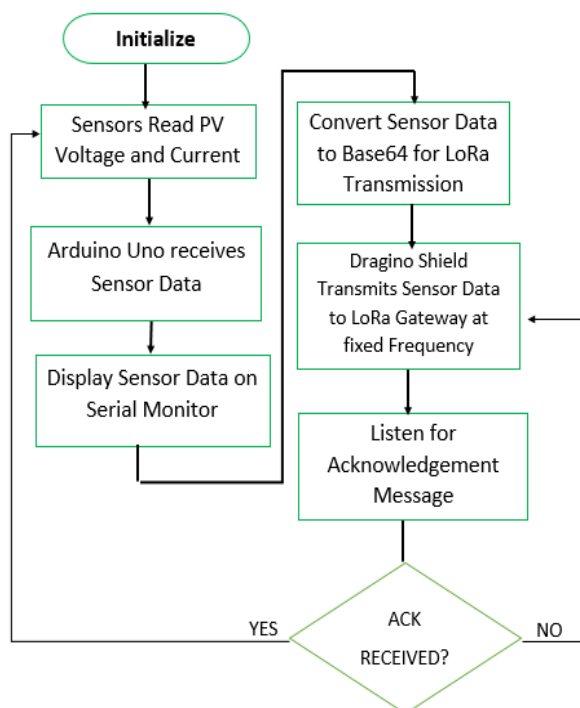 Initialize
Sensors Read PV
Voltage and Current
Arduino Uno receives
Sensor Data
Display Sensor Data on
Serial Monitor
Convert Sensor Data
to Base64 for LoRa
Transmission
Dragino Shield
Transmits Sensor Data
to LoRa Gateway at
fixed Frequency
Listen for
Acknowledgement
Message
ACK
RECEIVED?
YES
NO